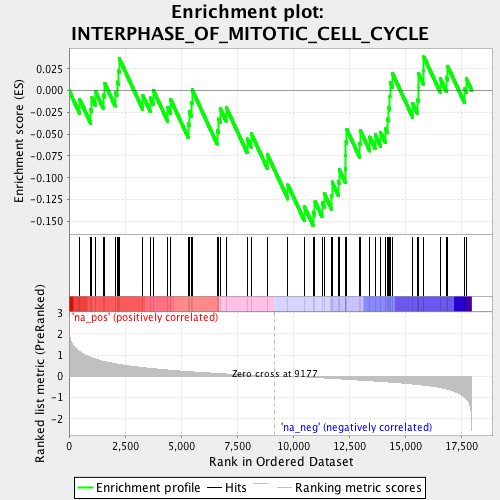 Enrichment plot:
INTERPHASE_OF_MITOTIC_CELL_CYCLE
Enrichment score (ES)
0.025
0.000
-0.025
-0.050
-0.075
-0.100
-0.125
-0.150
'na_pos' (positively correlated)
Ranked list metric (PreRanked)
3
2
1
0
-1
-2
Zero cross at 9177
'na_neg' (negatively correlated)
0
2,500
5,000
7,500
10,000
12,500
15,000
17,500
Rank in Ordered Dataset
Enrichment profile
Hits
Ranking metric scores